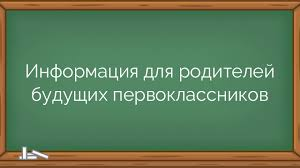 Информация для родителей
будущих первоклассников